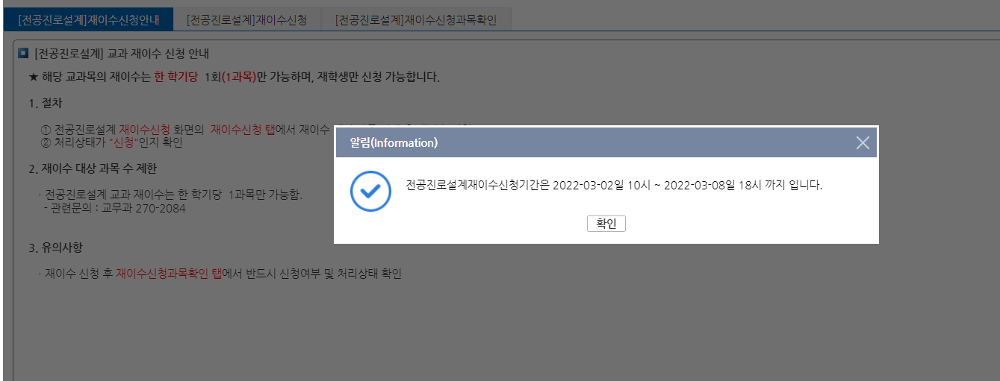 [전공진로설계]재이수신청안내 [전공진로설계]재이수신청 [전공진로설계]재이수신청과목확인
[전공진로설계] 교과 재이수 신청 안내
★ 해당 교과목의 재이수는 한 학기당 1회(1과목)만 가능하며, 재학생만 신청 가능합니다.
1. 절차
① 전공진로설계 재이수신청 화면의 재이수신청 탭에서 재이수
② 처리상태가 "신청"인지 확인
2. 재이수 대상 과목 수 제한
· 전공진로설계 교과 재이수는 한 학기당 1과목만 가능함.
- 관련문의 : 교무과 270-2084
3. 유의사항
· 재이수 신청 후 재이수신청과목확인 탭에서 반드시 신청여부 및 처리상태 확인
알림(Information)
전공진로설계재이수신청기간은 2022-03-02일 10시 ~ 2022-03-08일 18시 까지 입니다.
확인